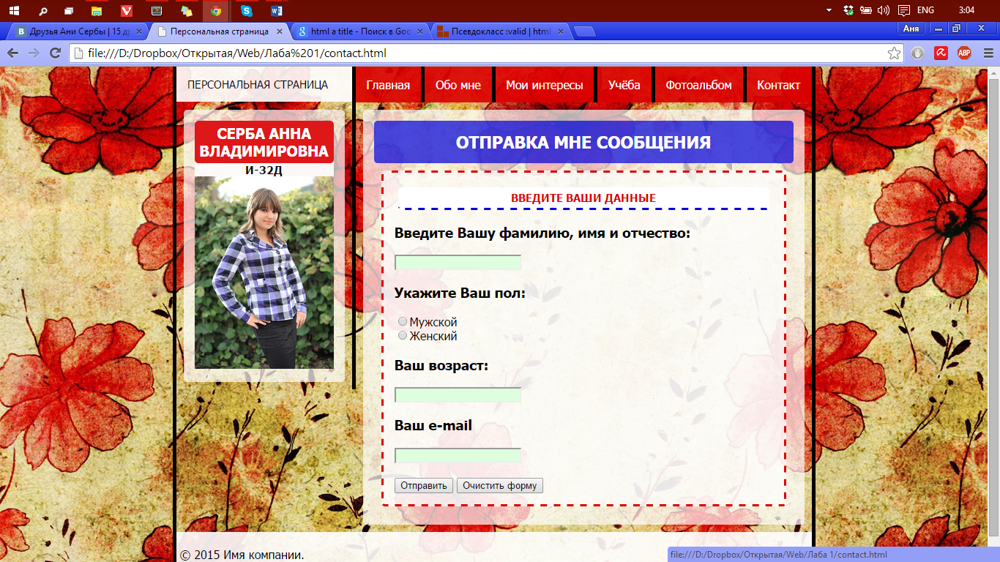 ENG
3:04
Друзья Ани Сербы | 15 др
Персональная страница
html a title - Поиск в Goo
Псевдокласс :valid | html
Аня
file:///D:/Dropbox/Открытая/Web/Лаба%201/contact.html
ABP
ПЕРСОНАЛЬНАЯ СТРАНИЦА
Главная
Обо мне
Мои интересы
Учёба
Фотоальбом
Контакт
СЕРБА АННА
ВЛАДИМИРОВНА
И-32Д
ОТПРАВКА МНЕ СООБЩЕНИЯ
ВВЕДИТЕ ВАШИ ДАННЫЕ
Введите Вашу фамилию, имя и отчество:
Укажите Ваш пол:
Мужской
Женский
Ваш возраст:
Ваш e-mail
Отправить
Очистить форму
© 2015 Имя компании.
file:///D:/Dropbox/Открытая/Web/Лаба 1/contact.html